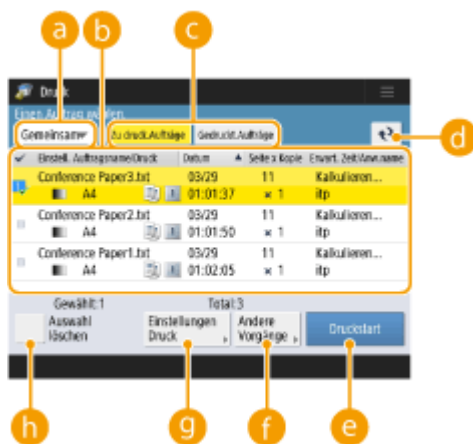 a b c
Druck
Einen Auftrag wählen.
Gemeinsam Zu druck.Aufträge Gedruckt.Aufträge
d
Einstell. Auftragsname/Druck Datum ▲ Seite x Kopie Erwart. Zeit/Anw.name
1 Conference Paper3.txt 03/29 11 Kalkulieren...
A4 01:01:37 × 1 itp
Conference Paper2.txt 03/29 11 Kalkulieren...
A4 01:01:50 × 1 itp
Conference Paper1.txt 03/29 11 Kalkulieren...
A4 01:02:05 × 1 itp
Gewählt:1 Total:3
Auswahl löschen
Einstellungen Druck
Andere Vorgänge
Druckstart
h g f e